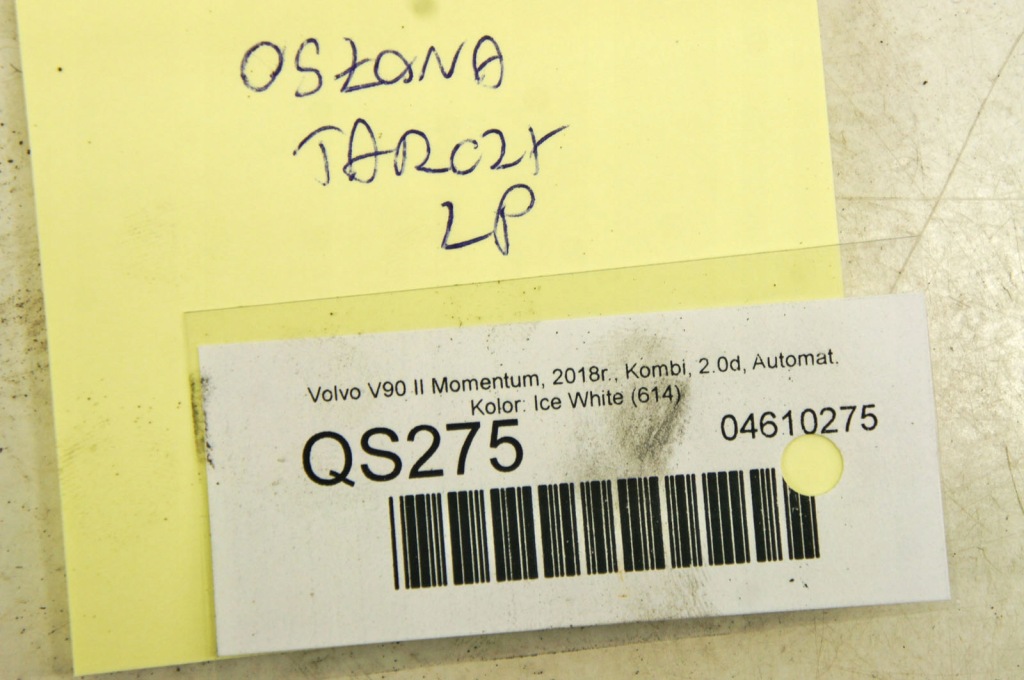 OSŁONA
TARCZY
LP
Volvo V90 II Momentum, 2018r., Kombi, 2.0d, Automat.
Kolor: Ice White (614)
QS275
04610275